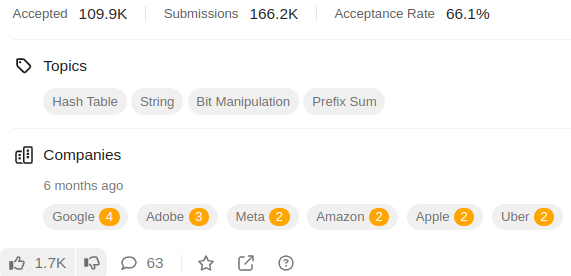 Accepted 109.9K Submissions 166.2K Acceptance Rate 66.1%
Topics
Hash Table String Bit Manipulation Prefix Sum
Companies
6 months ago
Google 4 Adobe 3 Meta 2 Amazon 2 Apple 2 Uber 2
1.7K 63